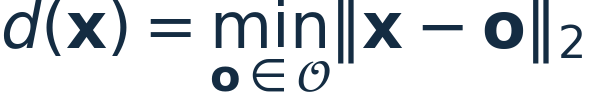 d(𝐱) = min‖𝐱 − 𝐨‖₂
𝐨 ∈ 𝒪